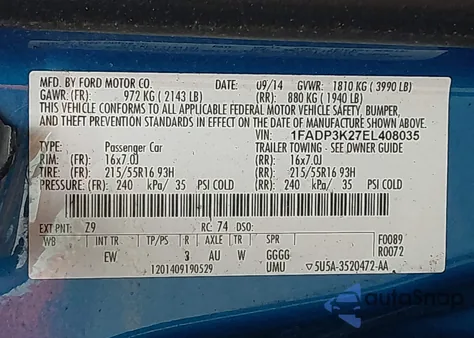 MFD. BY FORD MOTOR CO. DATE: 09/14 GVWR: 1810 KG ( 3990 LB)
GAWR: (FR) 972 KG ( 2143 LB) (RR): 880 KG ( 1940 LB)
THIS VEHICLE CONFORMS TO ALL APPLICABLE FEDERAL MOTOR VEHICLE SAFETY, BUMPER,
AND THEFT PREVENTION STANDARDS IN EFFECT ON THE DATE OF MANUFACTURE SHOWN ABOVE.
VIN: 1FADP3K27EL408035
TYPE: Passenger Car TRAILER TOWING - SEE OWNER GUIDE
RIM: (FR) 16x7.0J (RR) 16x7.0J
TIRE: (FR) 215/55R16 93H (RR) 215/55R16 93H
PRESSURE: (FR) 240 kPa/ 35 PSI COLD (RR) 240 kPa/ 35 PSI COLD
EXT PNT: Z9 RC: 74 DSO:
WB INT TR TP/PS R AXLE TR SPR F0089
EW 3 AU W GGGG R0072
1201409190529 UMU ▽5U5A-3520472-AA
autoSnap